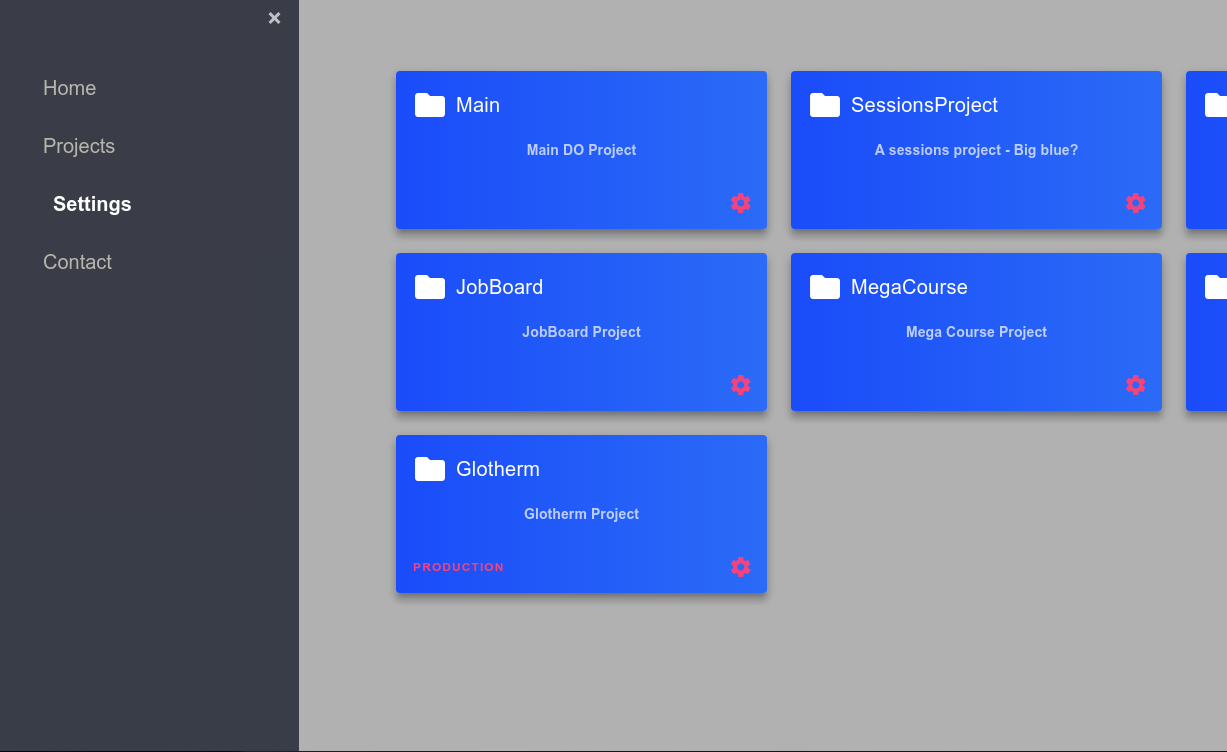 ×
Home
Projects
Settings
Contact
Main
Main DO Project
SessionsProject
A sessions project - Big blue?
JobBoard
JobBoard Project
MegaCourse
Mega Course Project
Glotherm
Glotherm Project
PRODUCTION